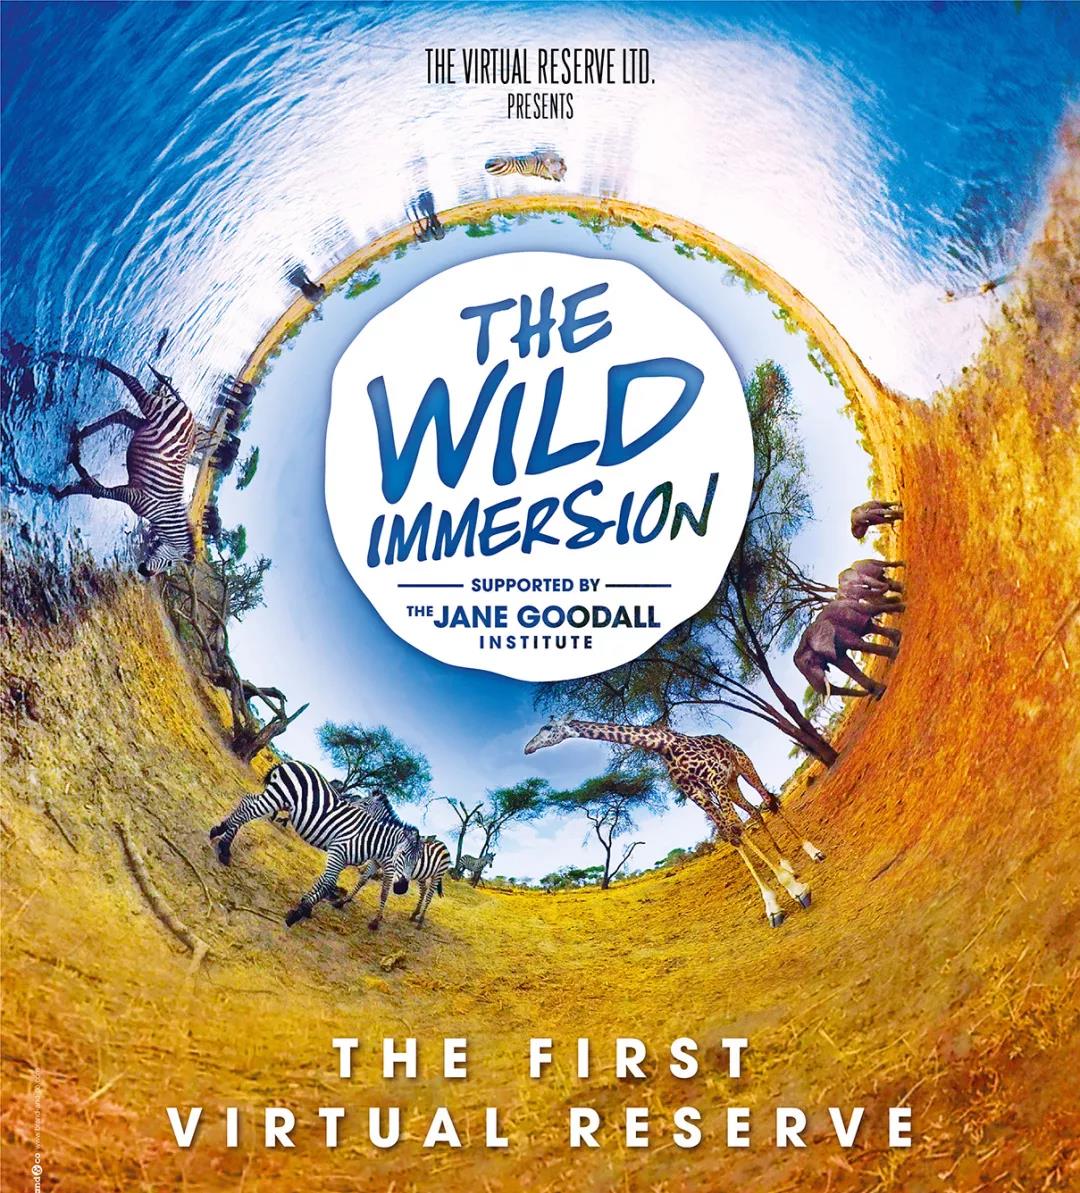 THE VIRTUAL RESERVE LTD.
PRESENTS
THE
WILD
IMMERSION
SUPPORTED BY
THE JANE GOODALL
INSTITUTE
THE FIRST
VIRTUAL RESERVE